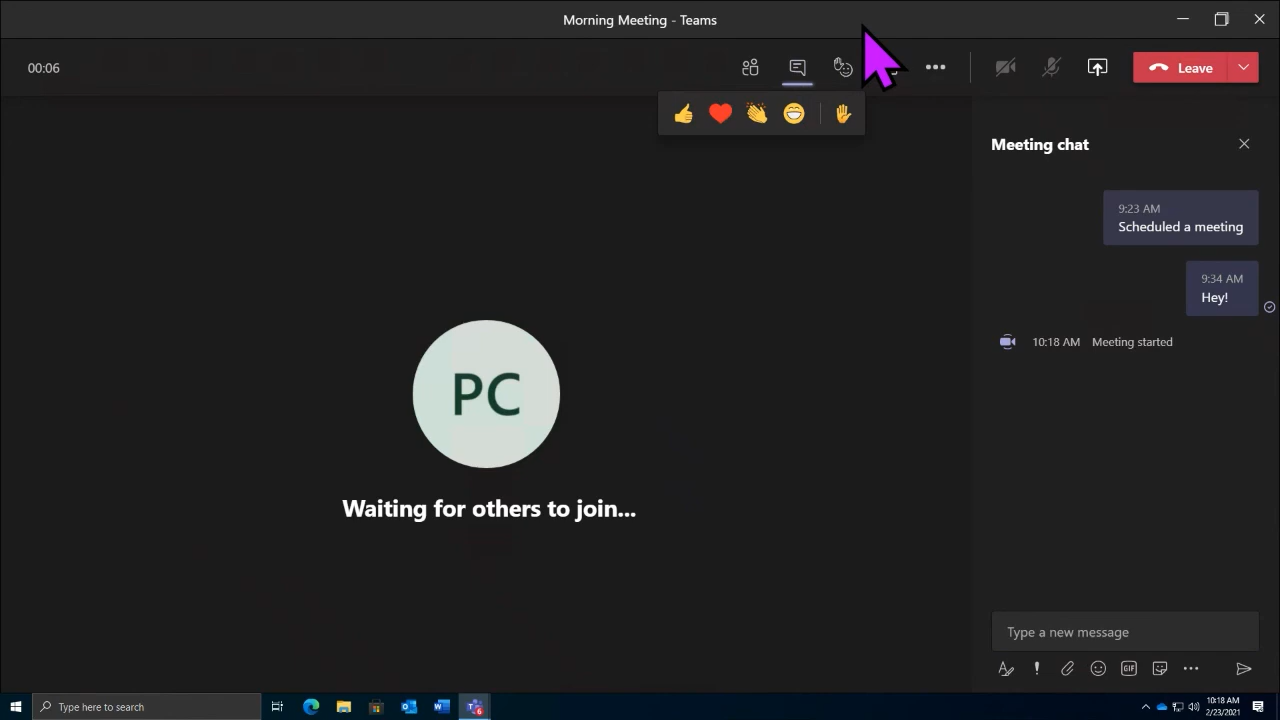 Morning Meeting - Teams
00:06
Leave
Meeting chat
9:23 AM
Scheduled a meeting
9:34 AM
Hey!
10:18 AM Meeting started
PC
Waiting for others to join...
Type a new message
GIF
Type here to search
10:18 AM
2/23/2021